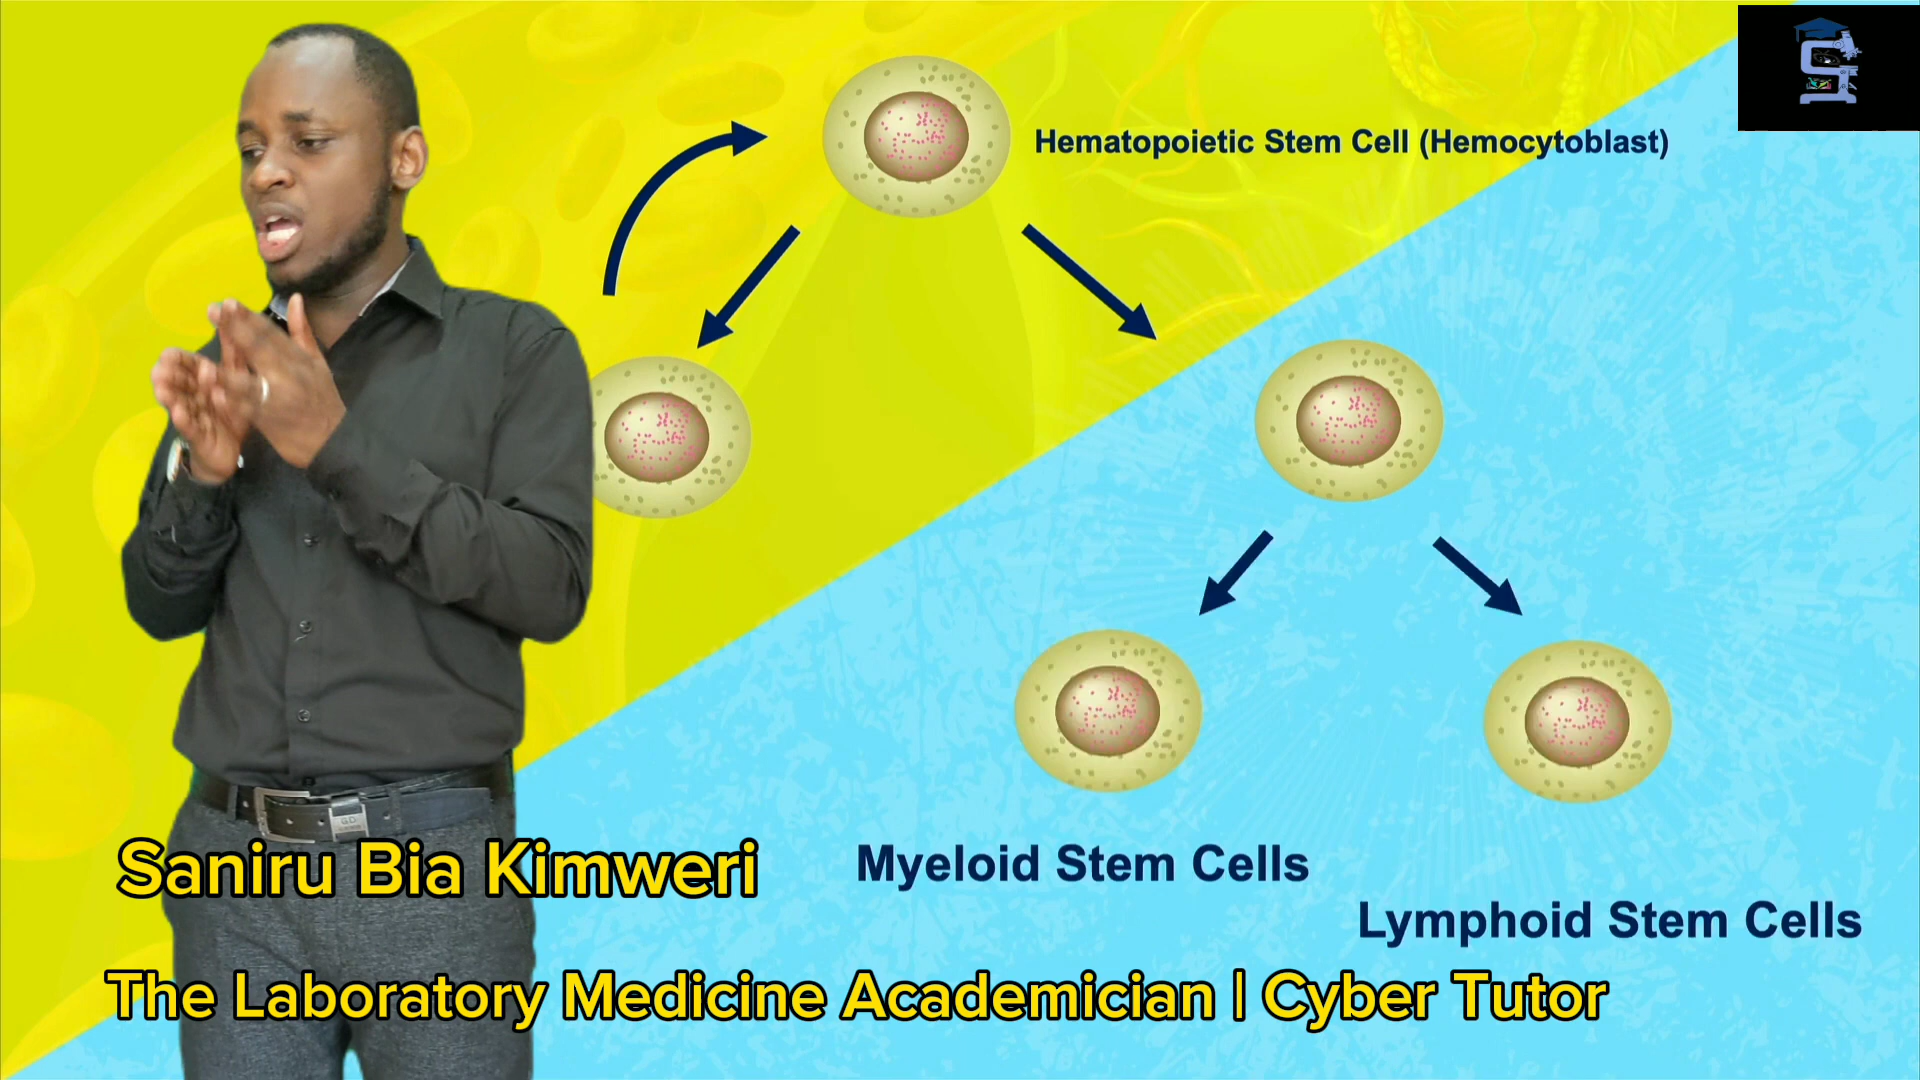 Hematopoietic Stem Cell (Hemocytoblast)
Saniru Bia Kimweri
Myeloid Stem Cells
Lymphoid Stem Cells
The Laboratory Medicine Academician | Cyber Tutor